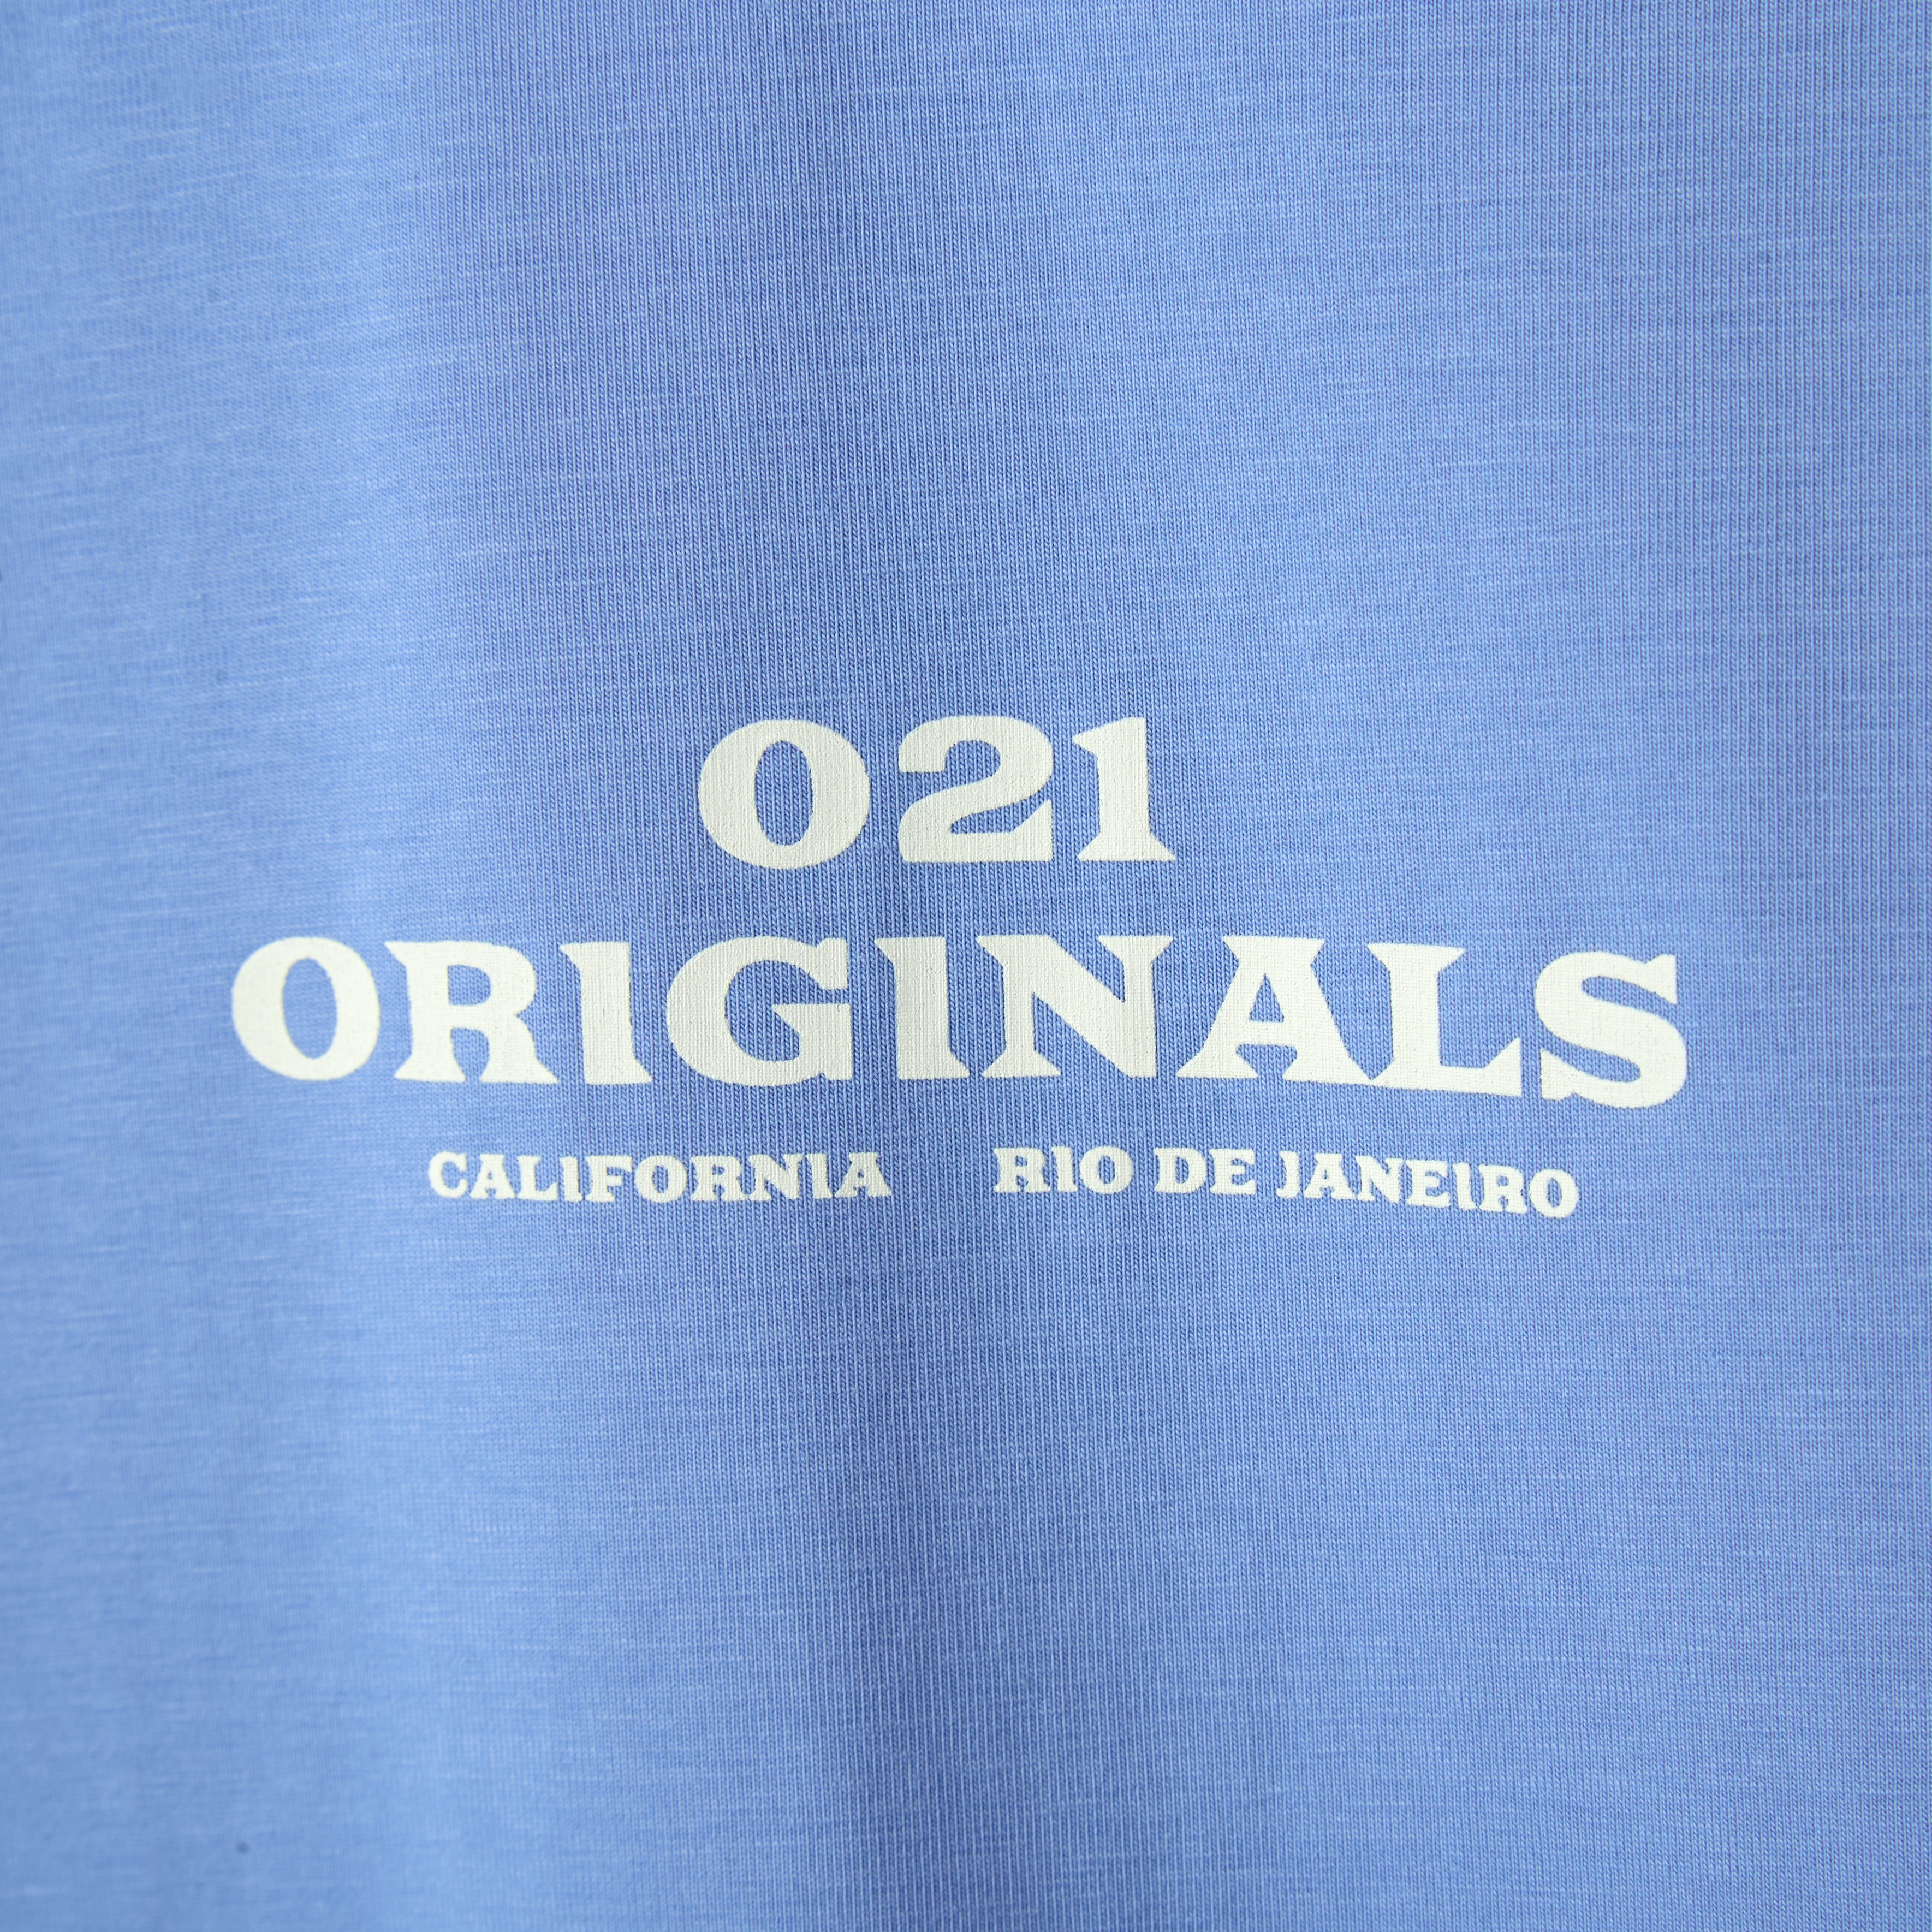 021
ORIGINALS
CALIFORNIA RIO DE JANEIRO